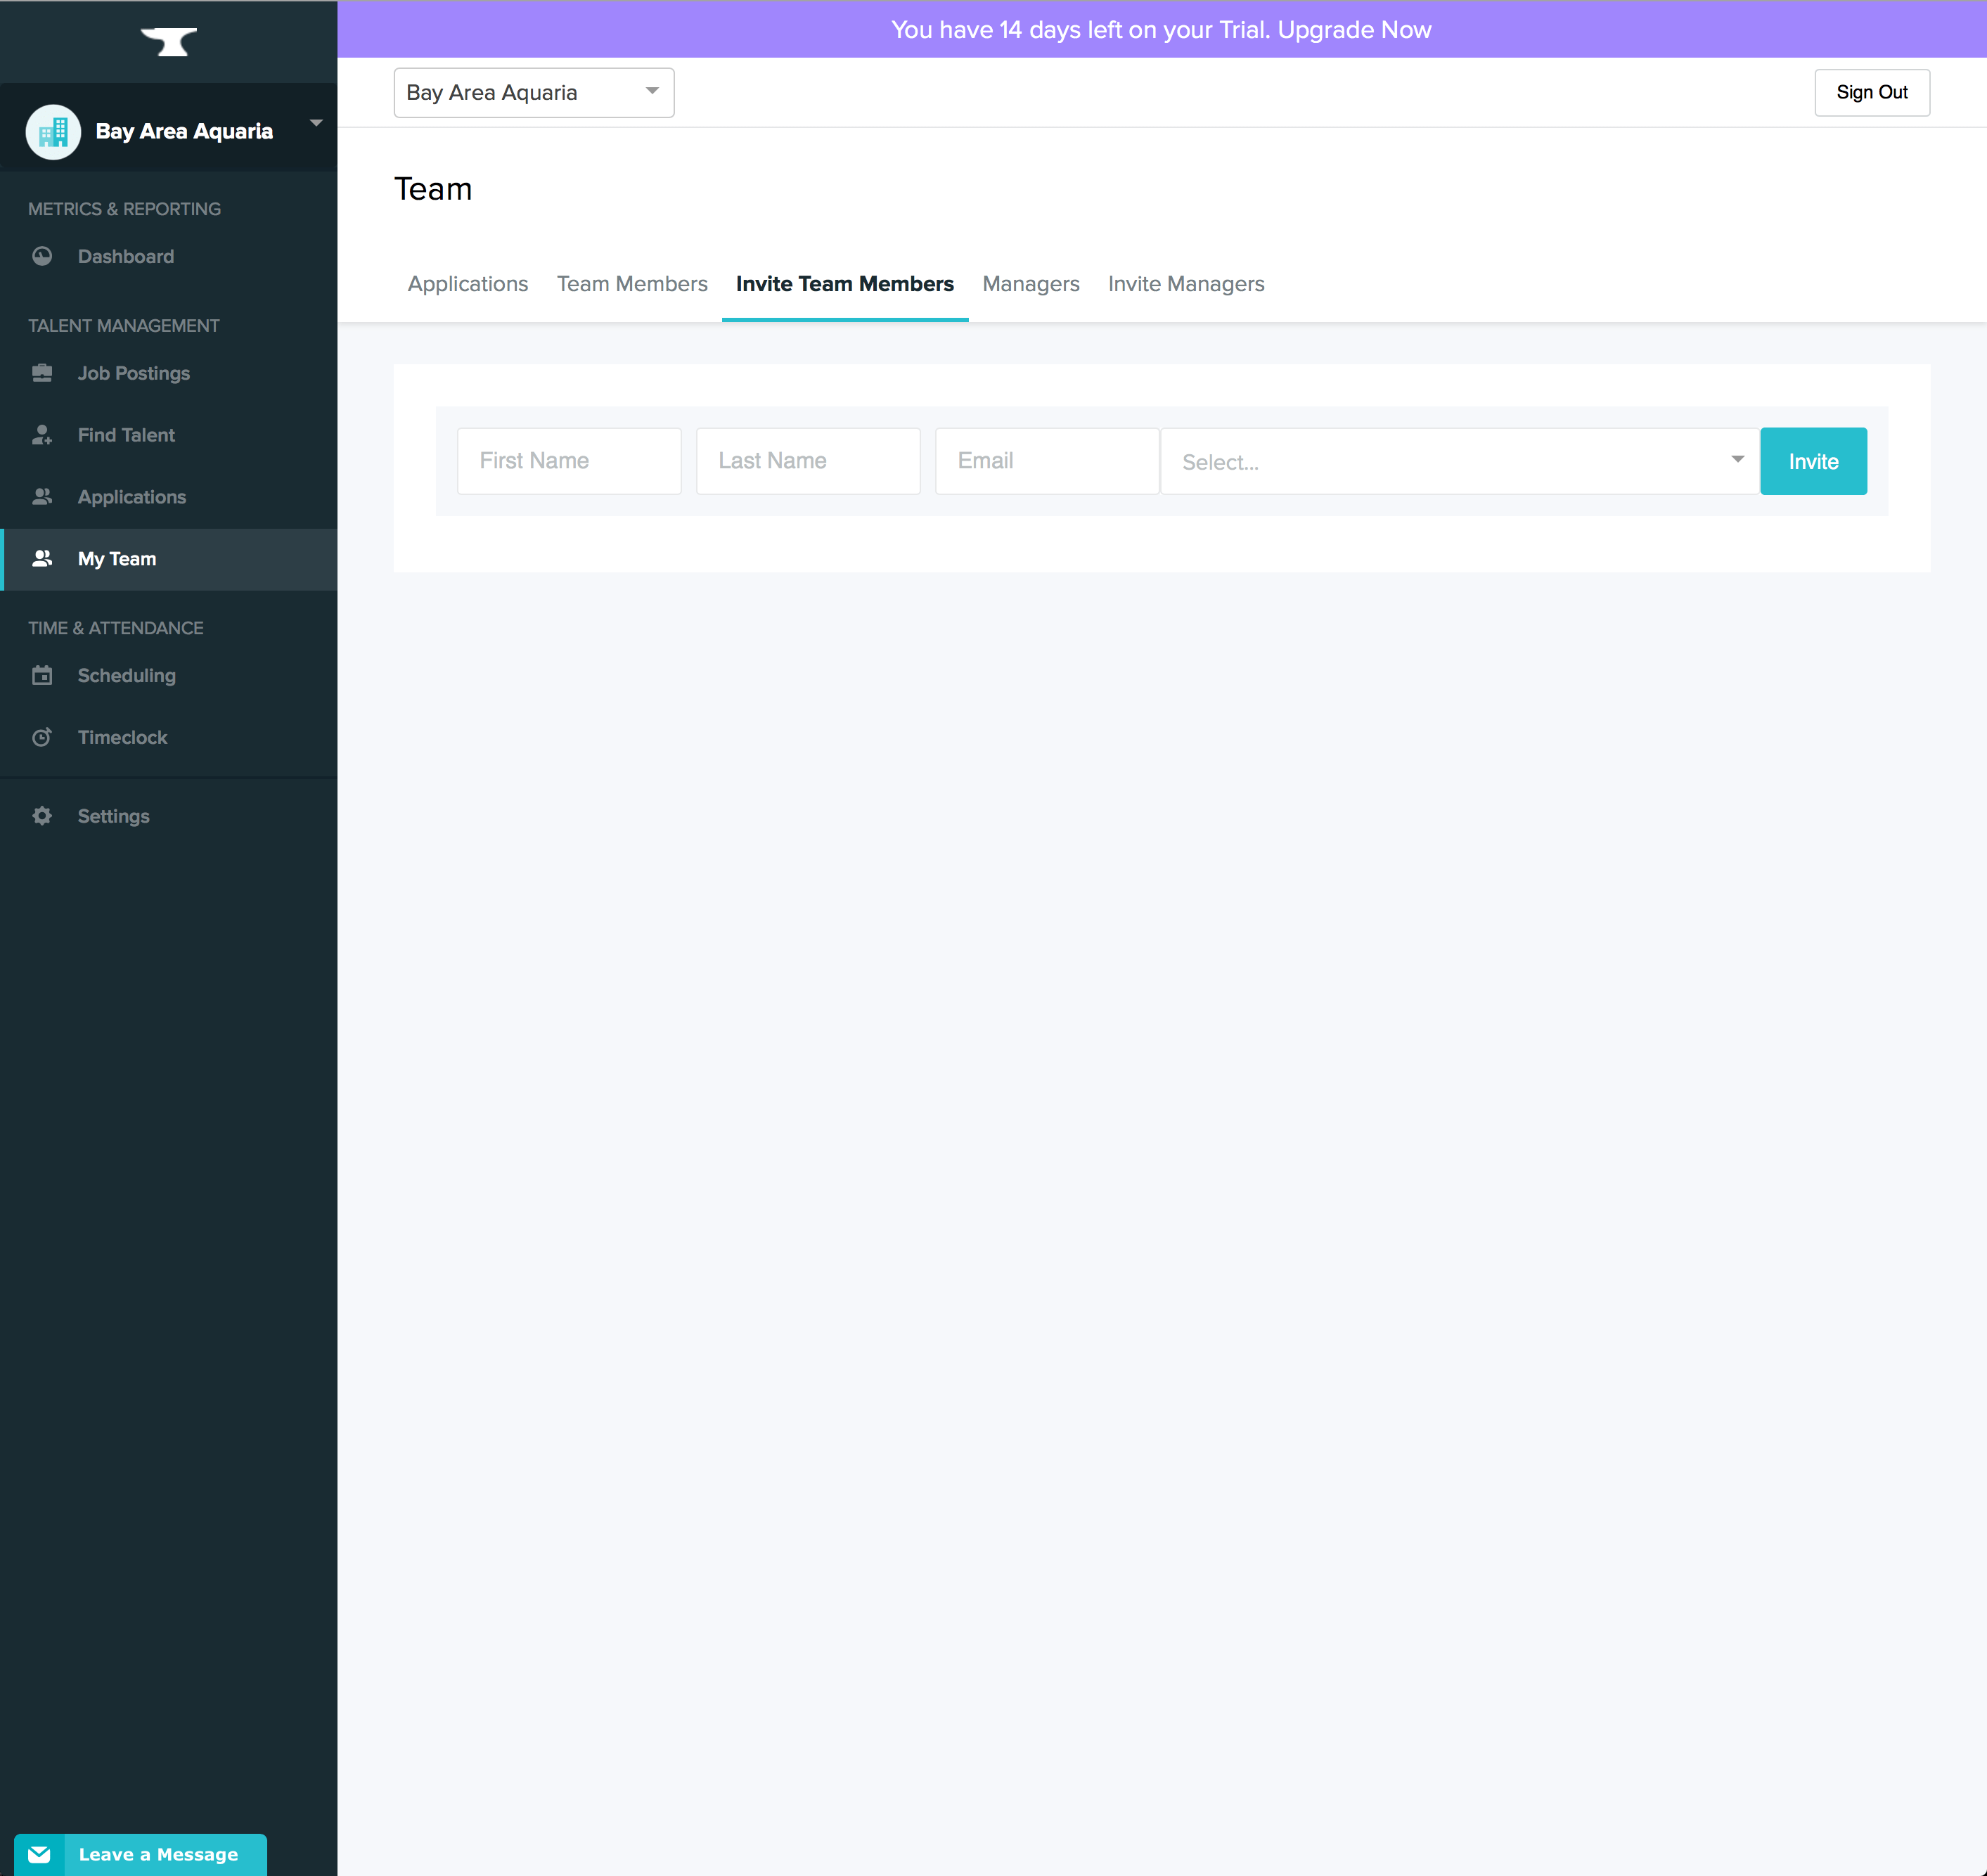 You have 14 days left on your Trial. Upgrade Now
Bay Area Aquaria
Sign Out
Bay Area Aquaria
METRICS & REPORTING
Dashboard
TALENT MANAGEMENT
Job Postings
Find Talent
Applications
My Team
TIME & ATTENDANCE
Scheduling
Timeclock
Settings
Leave a Message
Team
Applications Team Members Invite Team Members Managers Invite Managers
First Name Last Name Email Select... Invite